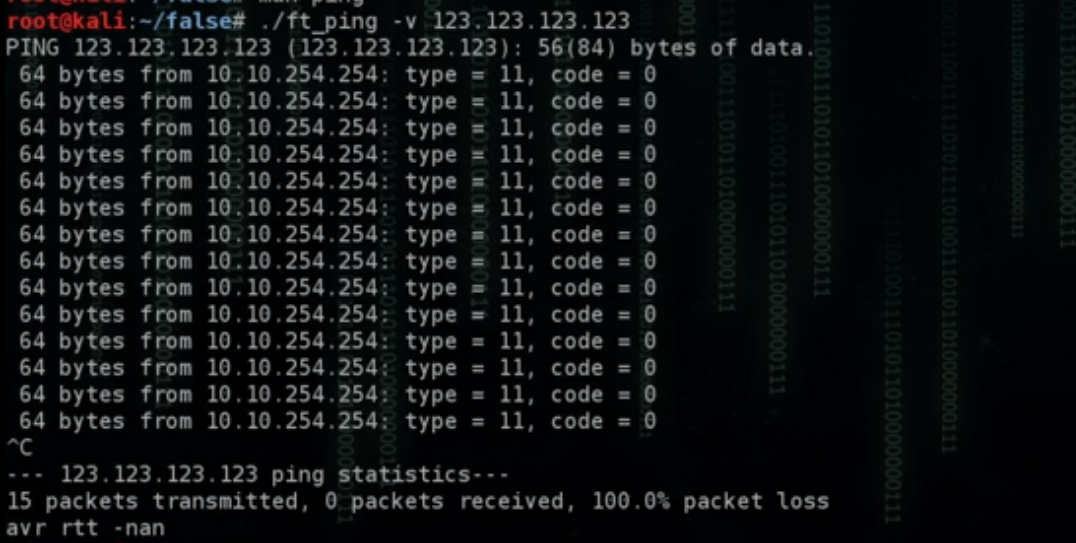 root@kali:~/false# man ping
root@kali:~/false# ./ft_ping -v 123.123.123.123
PING 123.123.123.123 (123.123.123.123): 56(84) bytes of data.
 64 bytes from 10.10.254.254: type = 11, code = 0
 64 bytes from 10.10.254.254: type = 11, code = 0
 64 bytes from 10.10.254.254: type = 11, code = 0
 64 bytes from 10.10.254.254: type = 11, code = 0
 64 bytes from 10.10.254.254: type = 11, code = 0
 64 bytes from 10.10.254.254: type = 11, code = 0
 64 bytes from 10.10.254.254: type = 11, code = 0
 64 bytes from 10.10.254.254: type = 11, code = 0
 64 bytes from 10.10.254.254: type = 11, code = 0
 64 bytes from 10.10.254.254: type = 11, code = 0
 64 bytes from 10.10.254.254: type = 11, code = 0
 64 bytes from 10.10.254.254: type = 11, code = 0
 64 bytes from 10.10.254.254: type = 11, code = 0
 64 bytes from 10.10.254.254: type = 11, code = 0
^C
--- 123.123.123.123 ping statistics---
15 packets transmitted, 0 packets received, 100.0% packet loss
avr rtt -nan